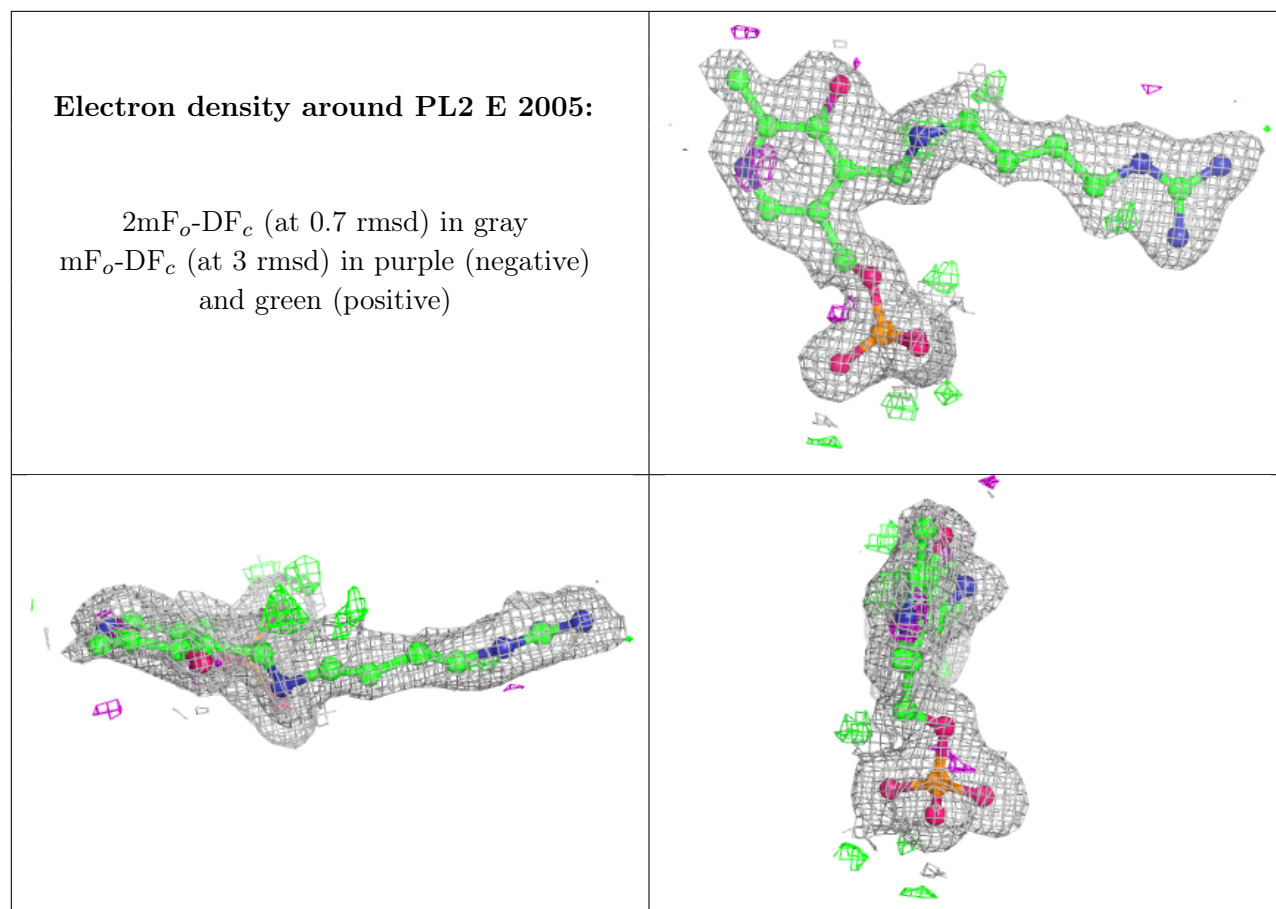 Electron density around PL2 E 2005:
2mFo-DFc (at 0.7 rmsd) in gray
mFo-DFc (at 3 rmsd) in purple (negative)
and green (positive)